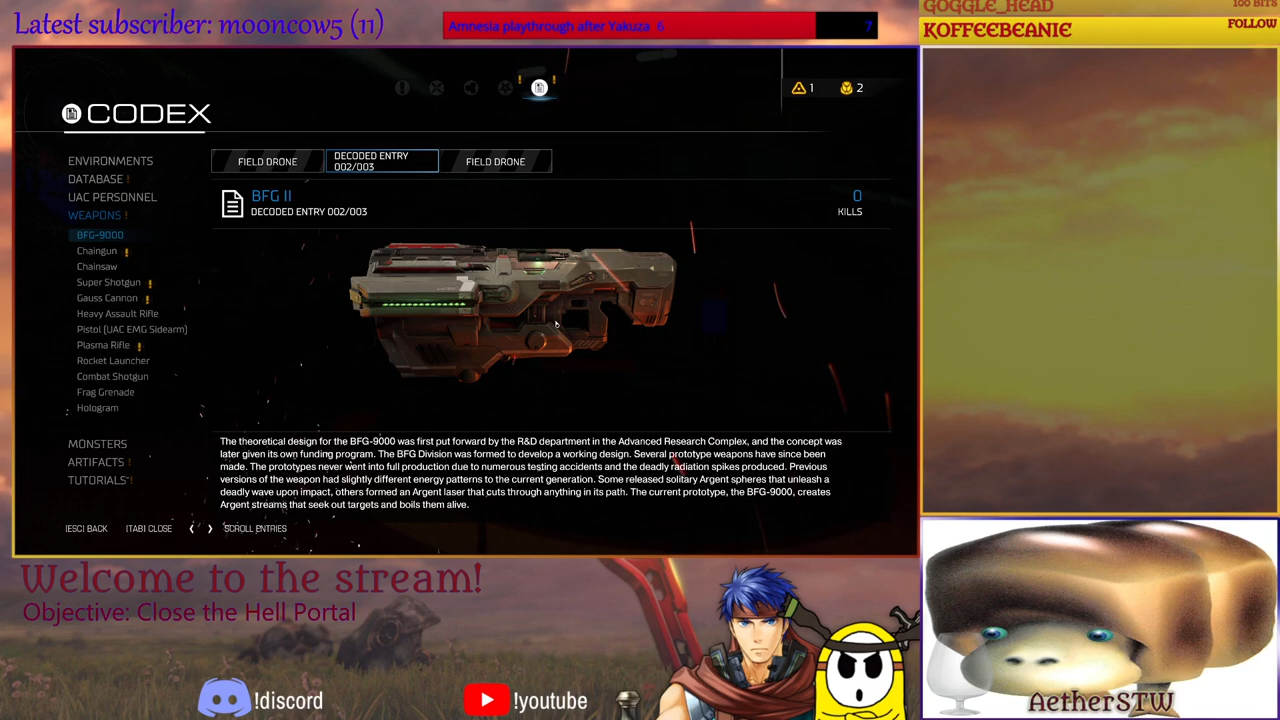 Latest subscriber: mooncow5 (11)
Amnesia playthrough after Yakuza 6
7
GOGGLE_HEAD
100 BITS
KOFFEEBEANIE
FOLLOW
1
2
CODEX
ENVIRONMENTS
DATABASE !
UAC PERSONNEL
WEAPONS !
BFG-9000
Chaingun !
Chainsaw
Super Shotgun !
Gauss Cannon !
Heavy Assault Rifle
Pistol [UAC EMG Sidearm]
Plasma Rifle !
Rocket Launcher
Combat Shotgun
Frag Grenade
Hologram
MONSTERS
ARTIFACTS !
TUTORIALS !
FIELD DRONE
DECODED ENTRY
002/003
FIELD DRONE
BFG II
DECODED ENTRY 002/003
0
KILLS
The theoretical design for the BFG-9000 was first put forward by the R&D department in the Advanced Research Complex, and the concept was
later given its own funding program. The BFG Division was formed to develop a working design. Several prototype weapons have since been
made. The prototypes never went into full production due to numerous testing accidents and the deadly radiation spikes produced. Previous
versions of the weapon had slightly different energy patterns to the current generation. Some released solitary Argent spheres that unleash a
deadly wave upon impact, others formed an Argent laser that cuts through anything in its path. The current prototype, the BFG-9000, creates
Argent streams that seek out targets and boils them alive.
[ESC] BACK
[TAB] CLOSE
SCROLL ENTRIES
Welcome to the stream!
Objective: Close the Hell Portal
!discord
!youtube
AetherSTW